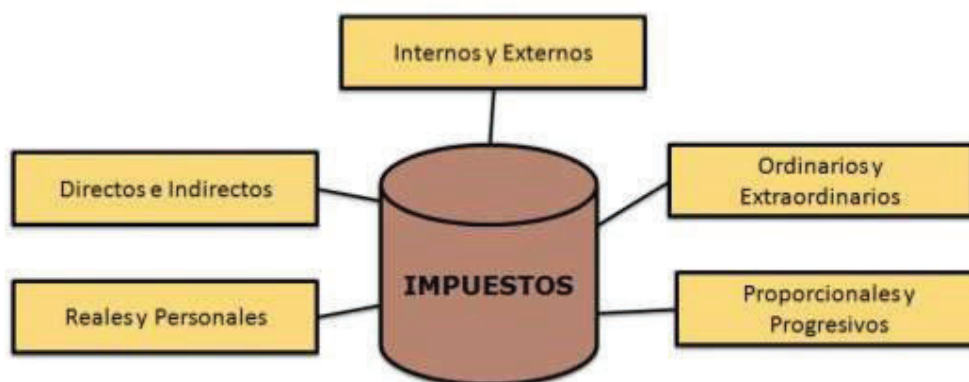 Internos y Externos
Directos e Indirectos
Ordinarios y
Extraordinarios
IMPUESTOS
Reales y Personales
Proporcionales y
Progresivos